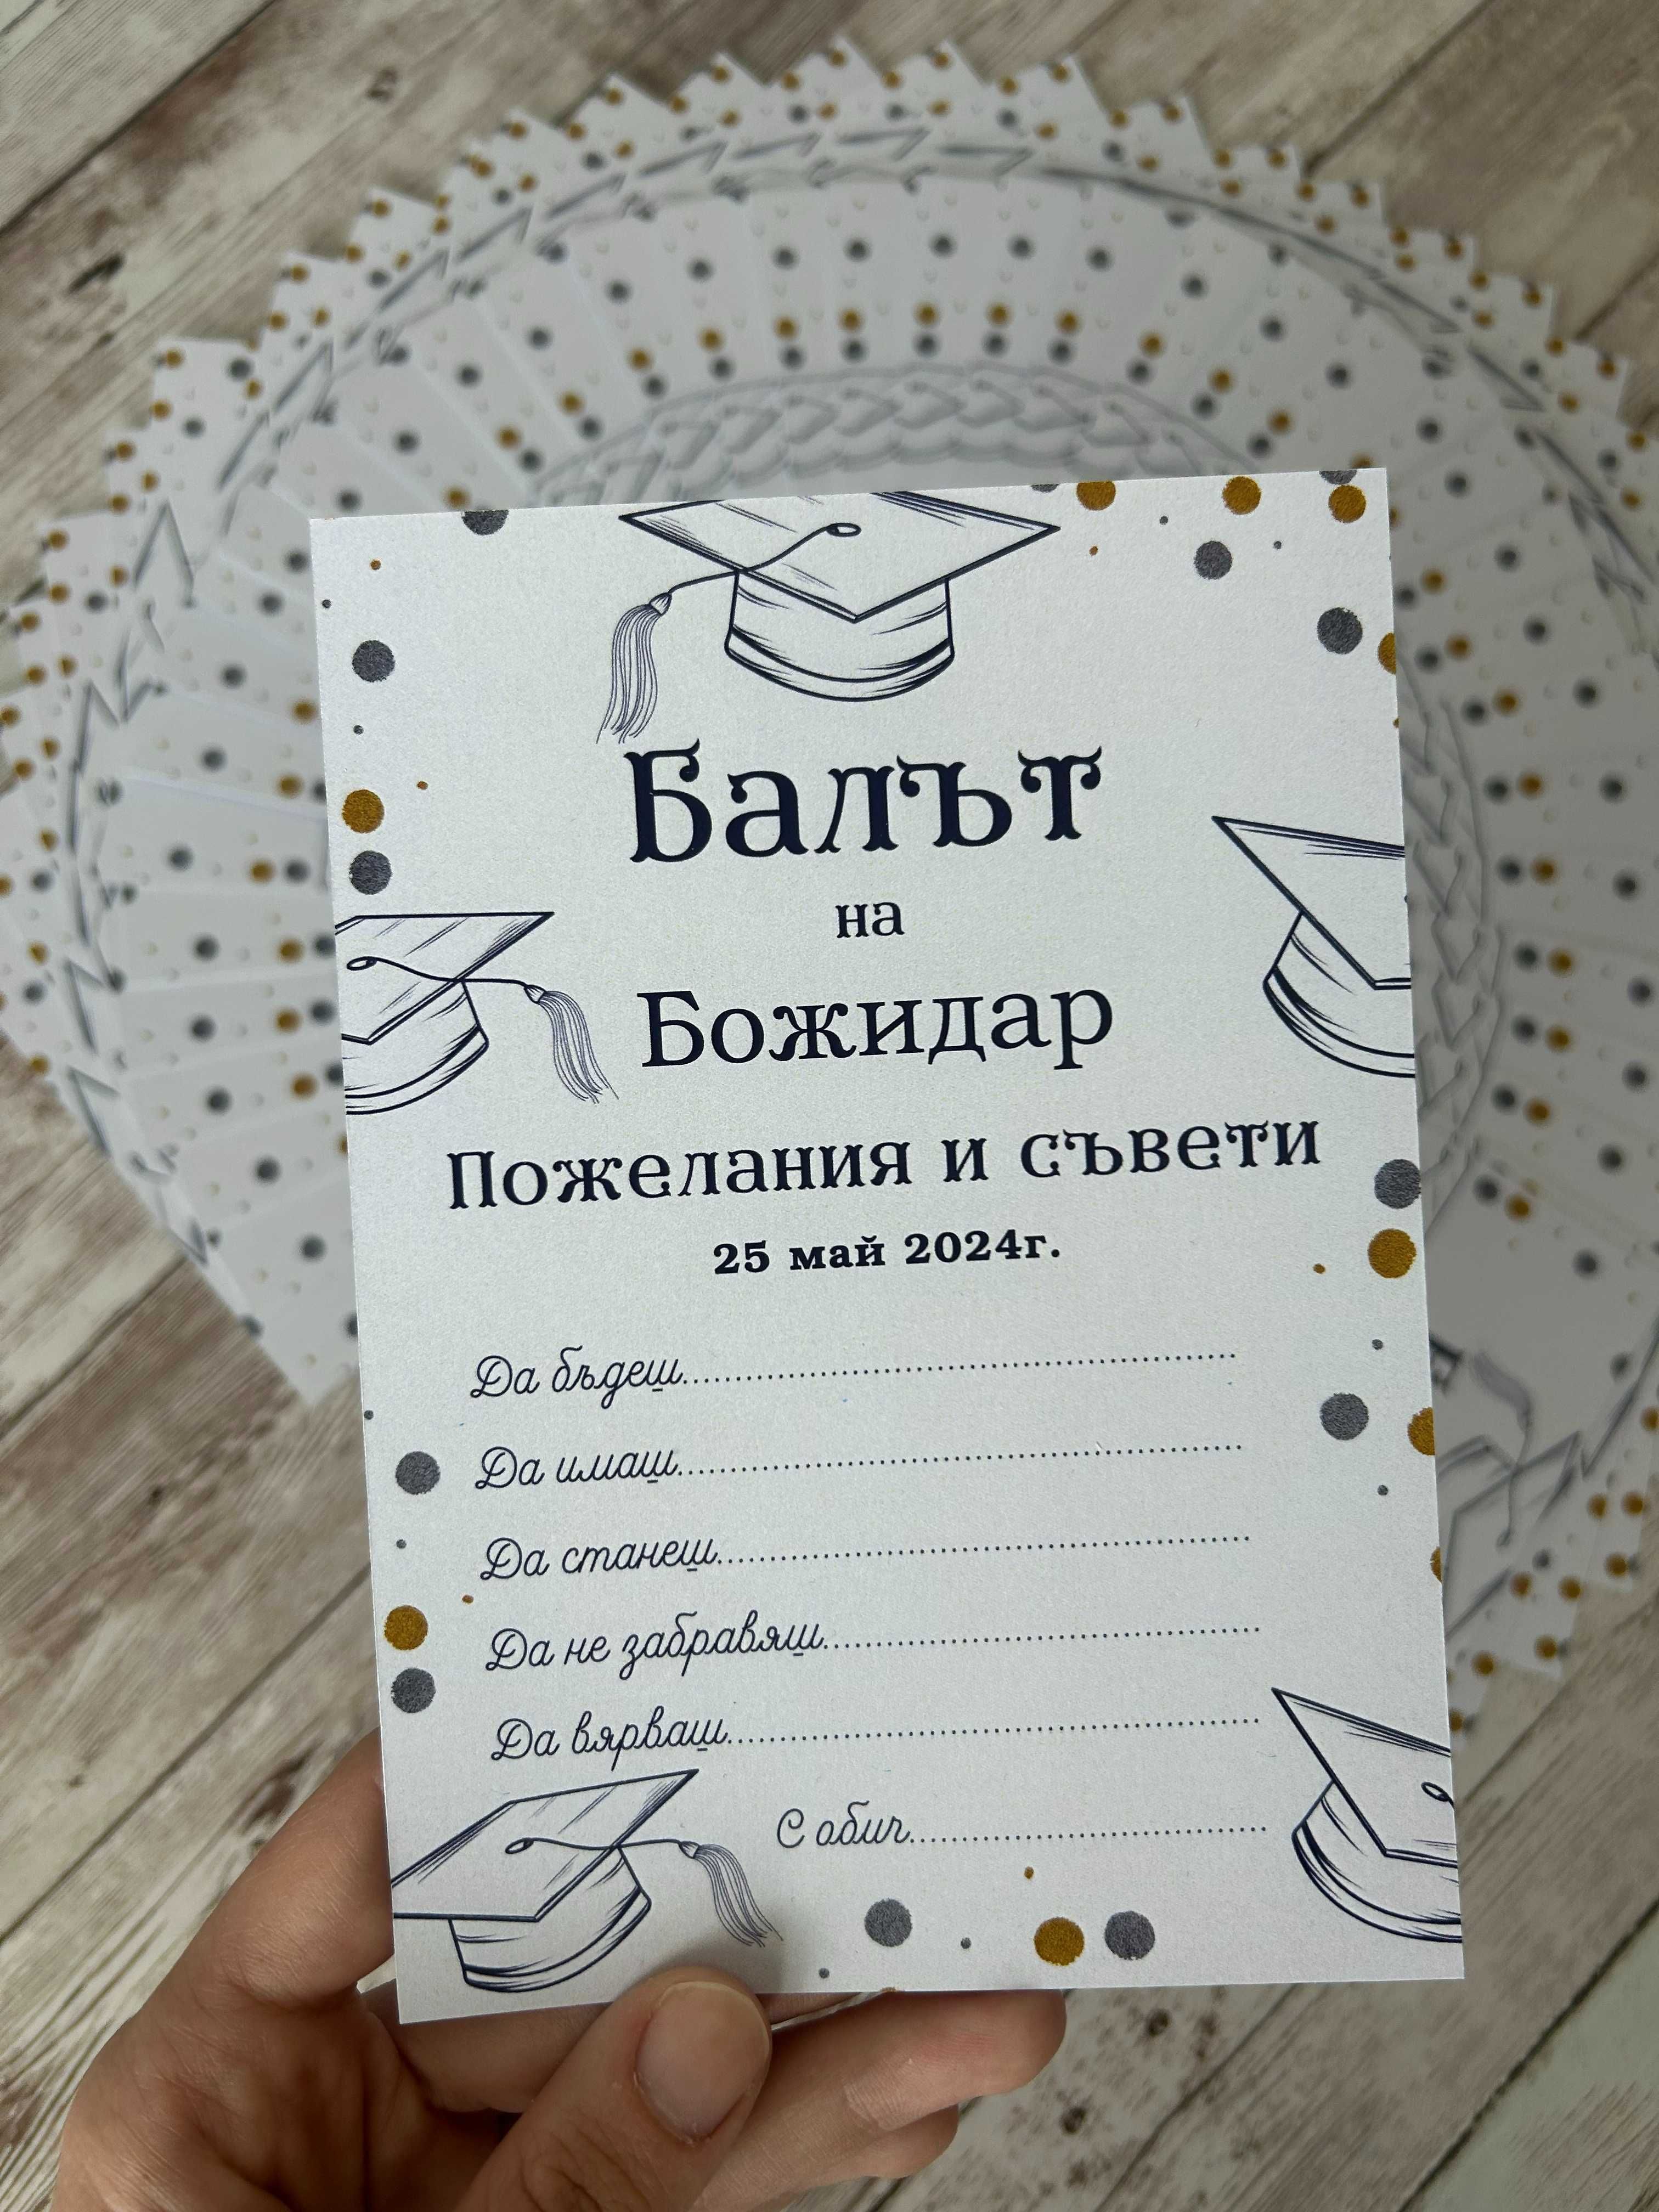 Балът
на
Божидар
Пожелания и съвети
25 май 2024г.
Да бъдеш..........................................................
Да имаш..........................................................
Да станеш.......................................................
Да не забравяш.............................................
Да вярваш.....................................................
С обич....................................